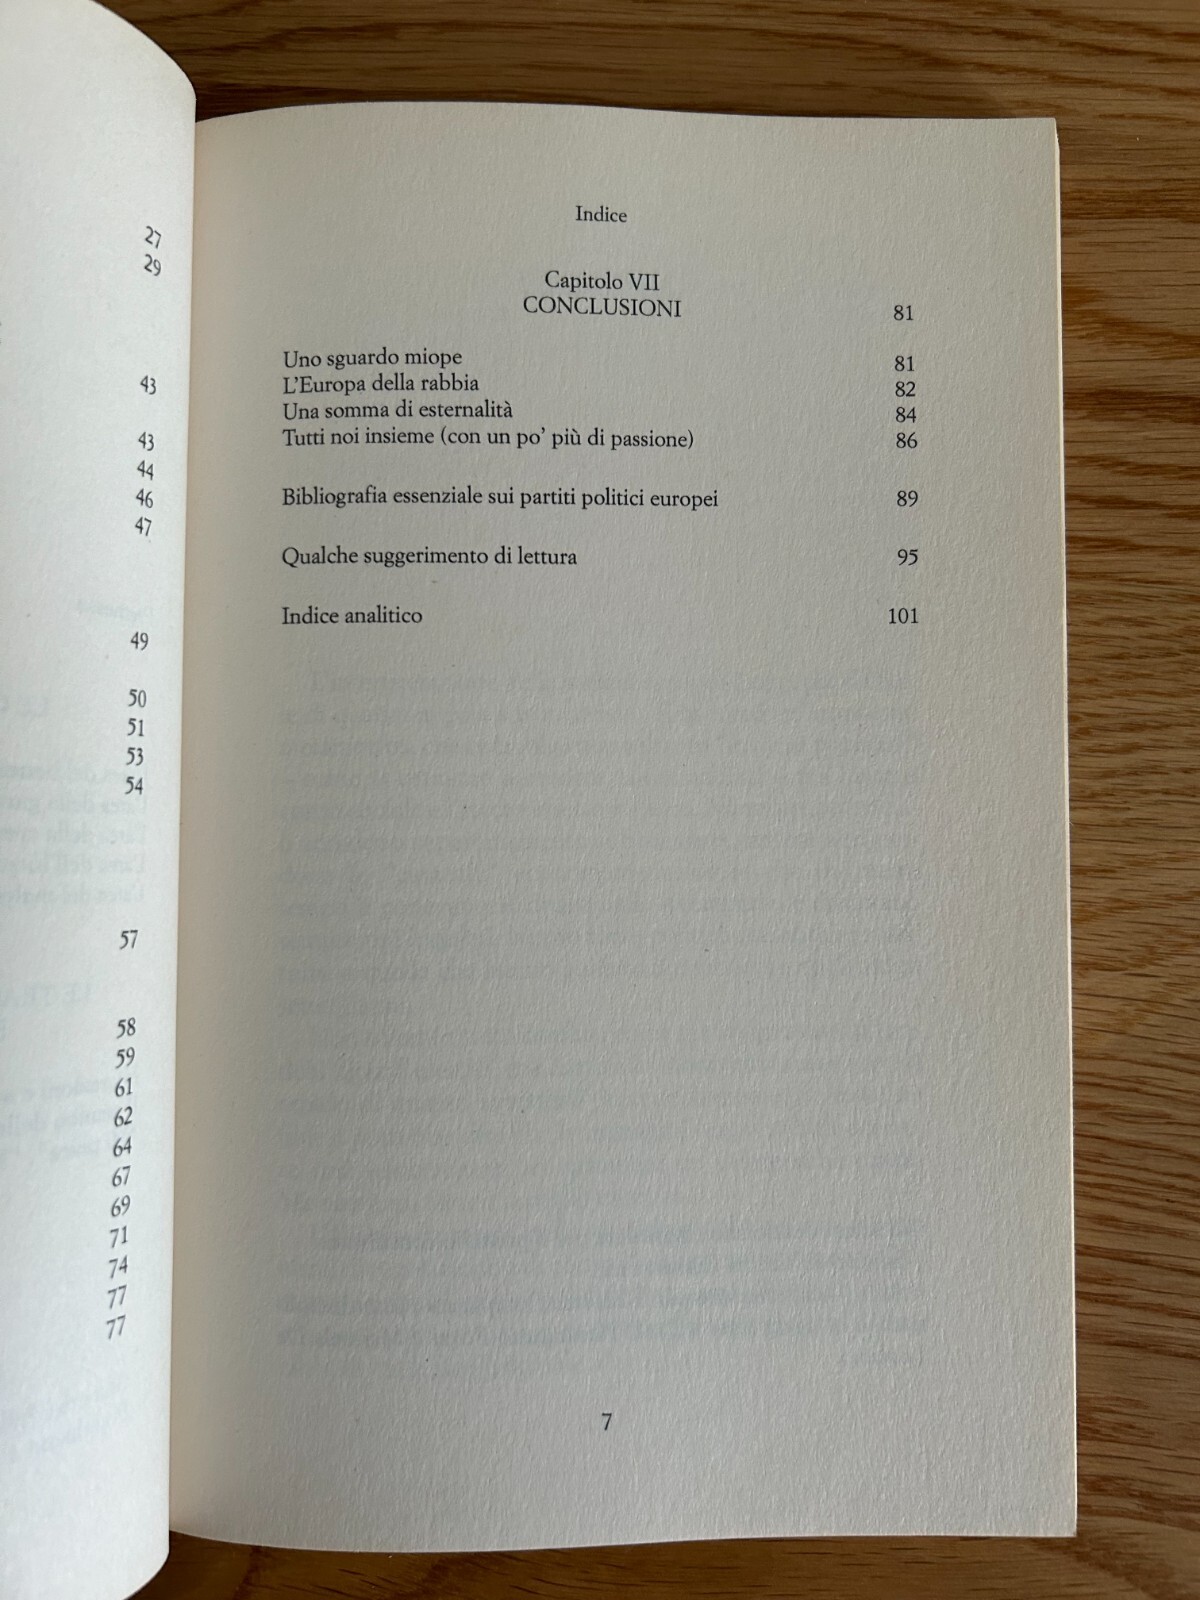 27
29
43
43
44
46
47
49
50
51
53
54
57
58
59
61
62
64
67
69
71
74
77
77
Indice
Capitolo VII
CONCLUSIONI 81
Uno sguardo miope 81
L'Europa della rabbia 82
Una somma di esternalità 84
Tutti noi insieme (con un po' più di passione) 86
Bibliografia essenziale sui partiti politici europei 89
Qualche suggerimento di lettura 95
Indice analitico 101
7